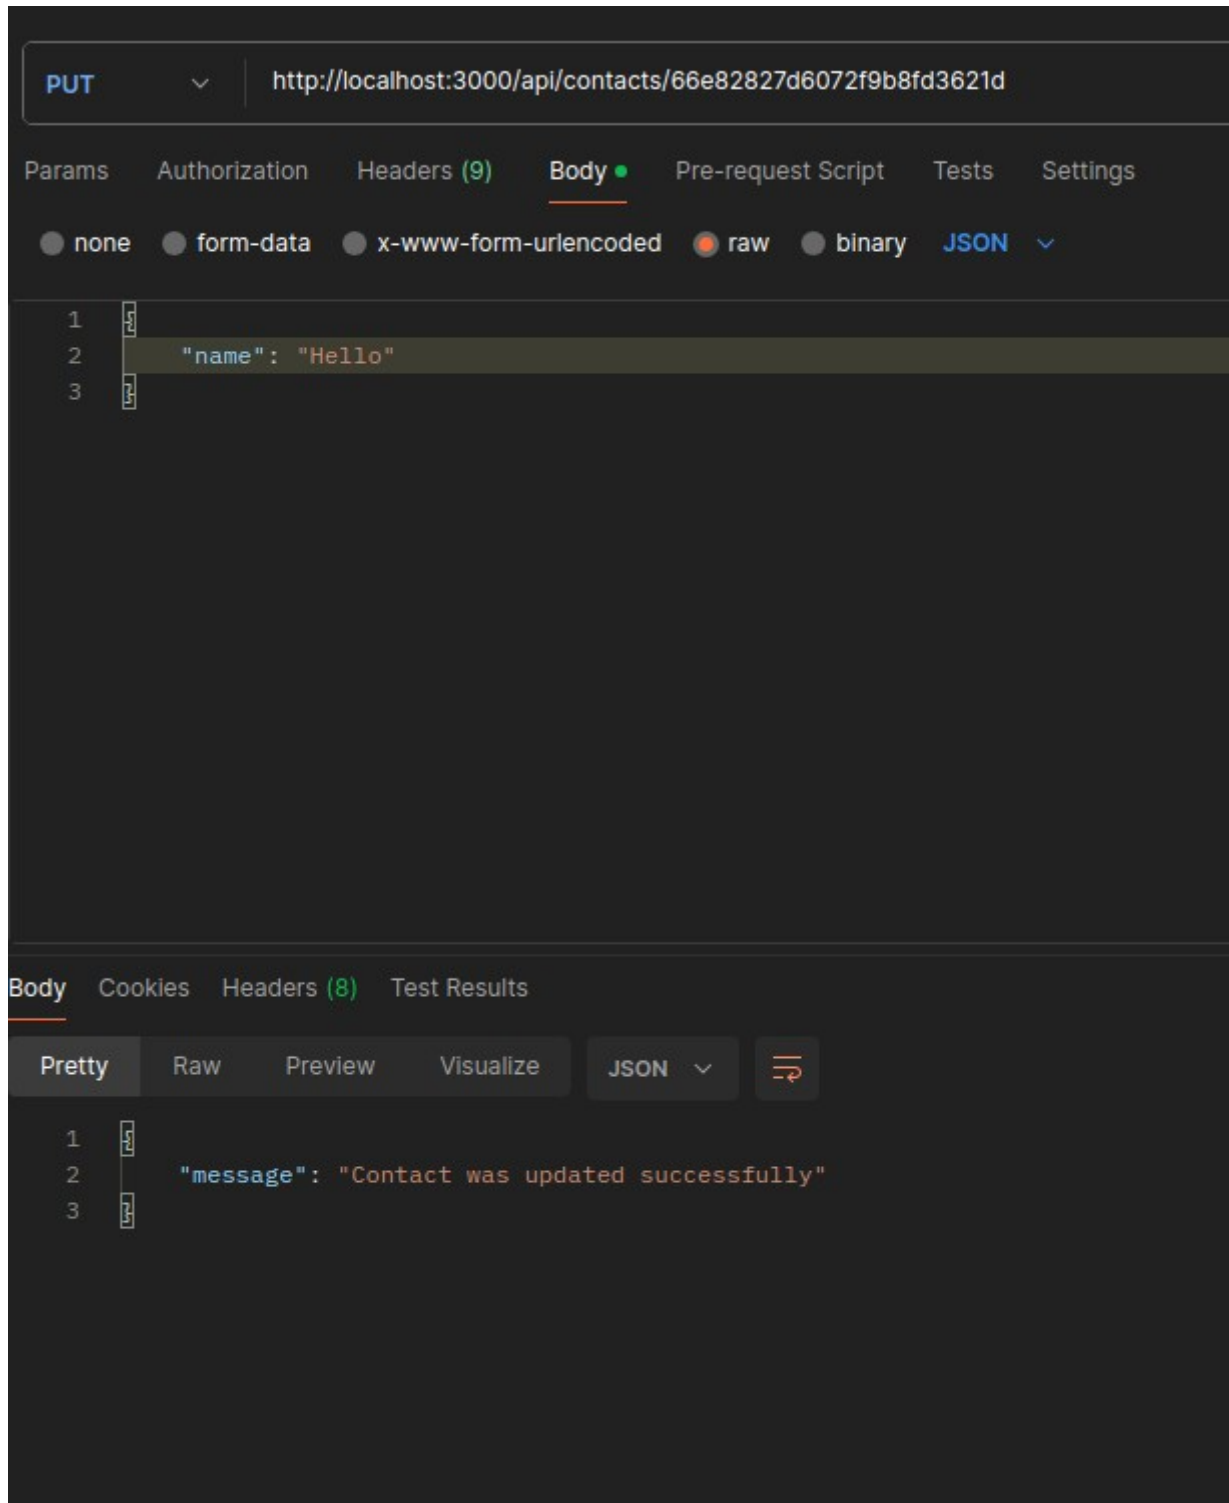 PUT http://localhost:3000/api/contacts/66e82827d6072f9b8fd3621d
Params Authorization Headers (9) Body Pre-request Script Tests Settings
none form-data x-www-form-urlencoded raw binary JSON
1 {
2 "name": "Hello"
3 }
Body Cookies Headers (8) Test Results
Pretty Raw Preview Visualize JSON
1 {
2 "message": "Contact was updated successfully"
3 }